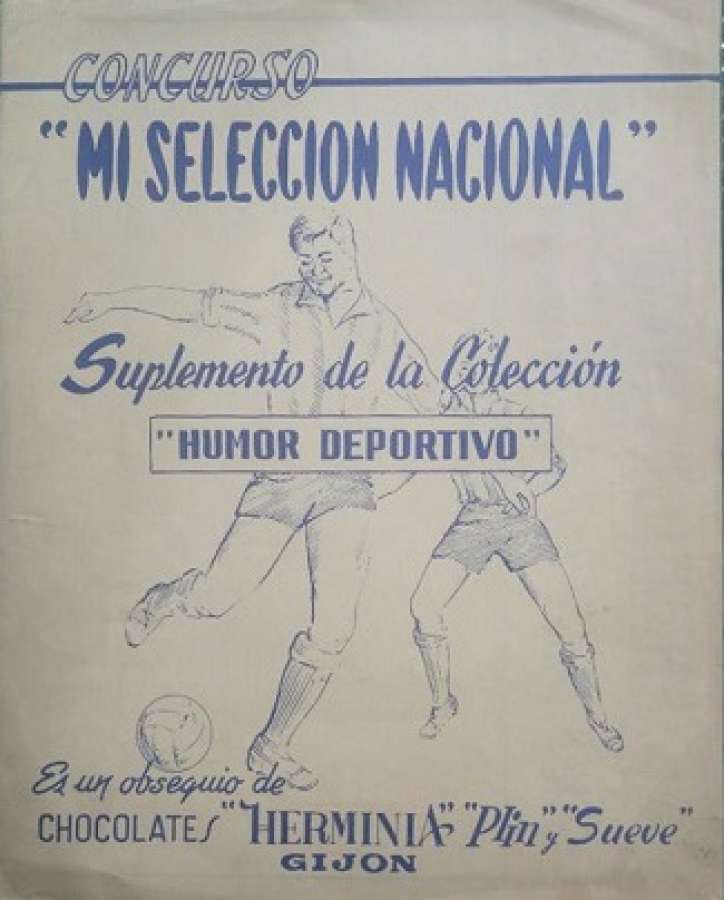 CONCURSO
"MI SELECCION NACIONAL"
Suplemento de la Colección
"HUMOR DEPORTIVO"
Es un obsequio de
CHOCOLATES "HERMINIA" "Plin" y "Sueve"
GIJON